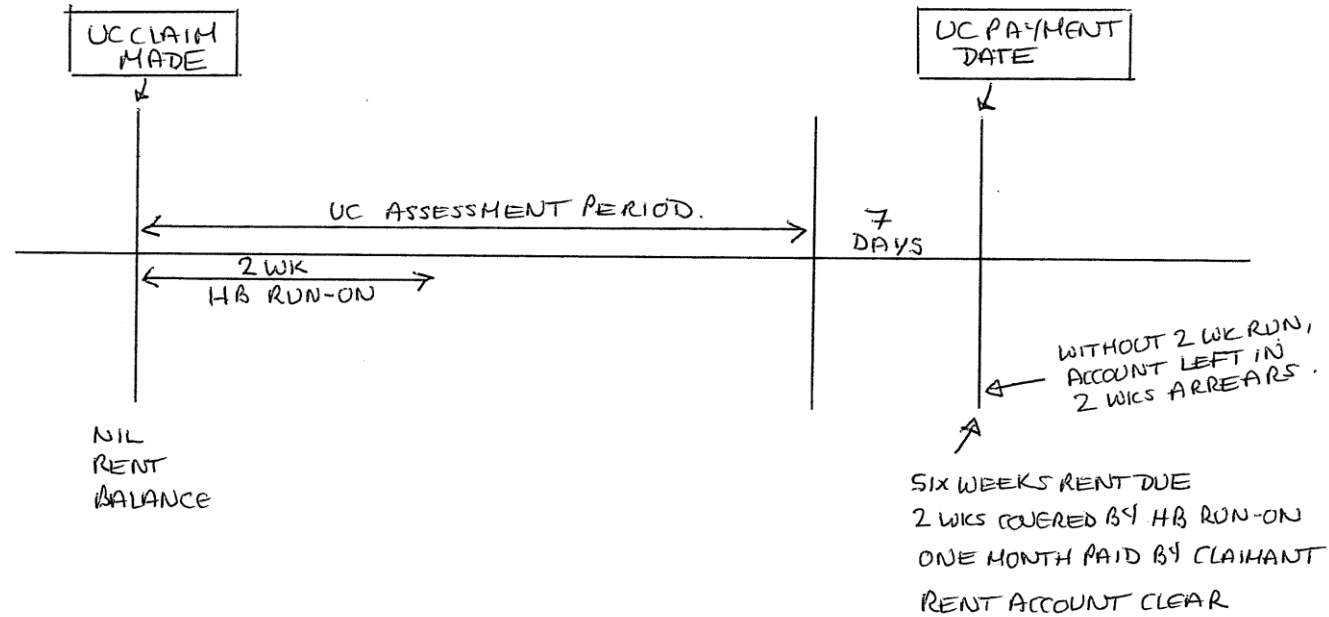 UC CLAIM
MADE
UC PAYMENT
DATE
UC ASSESSMENT PERIOD.
7
DAYS
2 WK
HB RUN-ON
WITHOUT 2 WK RUN,
ACCOUNT LEFT IN
2 WKS ARREARS.
NIL
RENT
BALANCE
SIX WEEKS RENT DUE
2 WKS COVERED BY HB RUN-ON
ONE MONTH PAID BY CLAIMANT
RENT ACCOUNT CLEAR